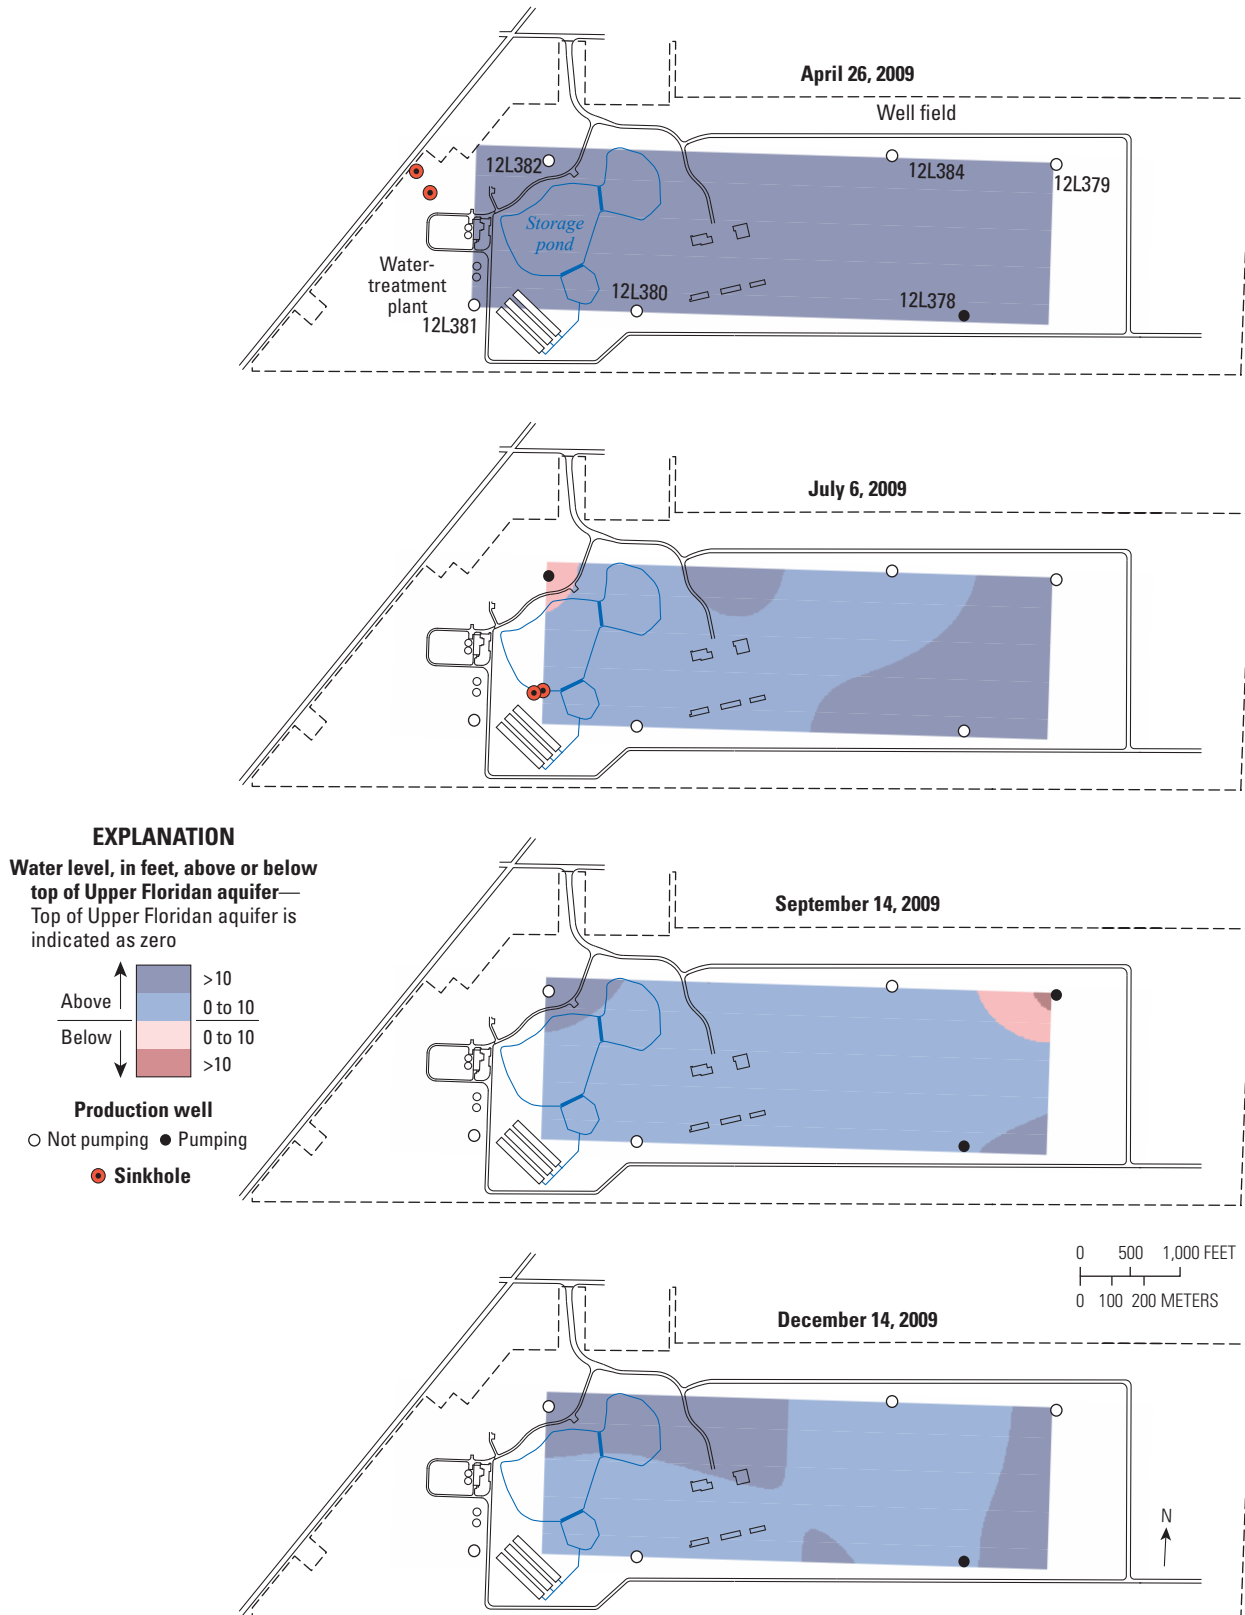 April 26, 2009
Well field
12L382
12L384
12L379
Storage
pond
Water-
treatment
plant
12L380
12L378
12L381
July 6, 2009
EXPLANATION
Water level, in feet, above or below
top of Upper Floridan aquifer—
Top of Upper Floridan aquifer is
indicated as zero
>10
Above
0 to 10
Below
0 to 10
>10
Production well
Not pumping
Pumping
Sinkhole
September 14, 2009
0 500 1,000 FEET
0 100 200 METERS
December 14, 2009
N